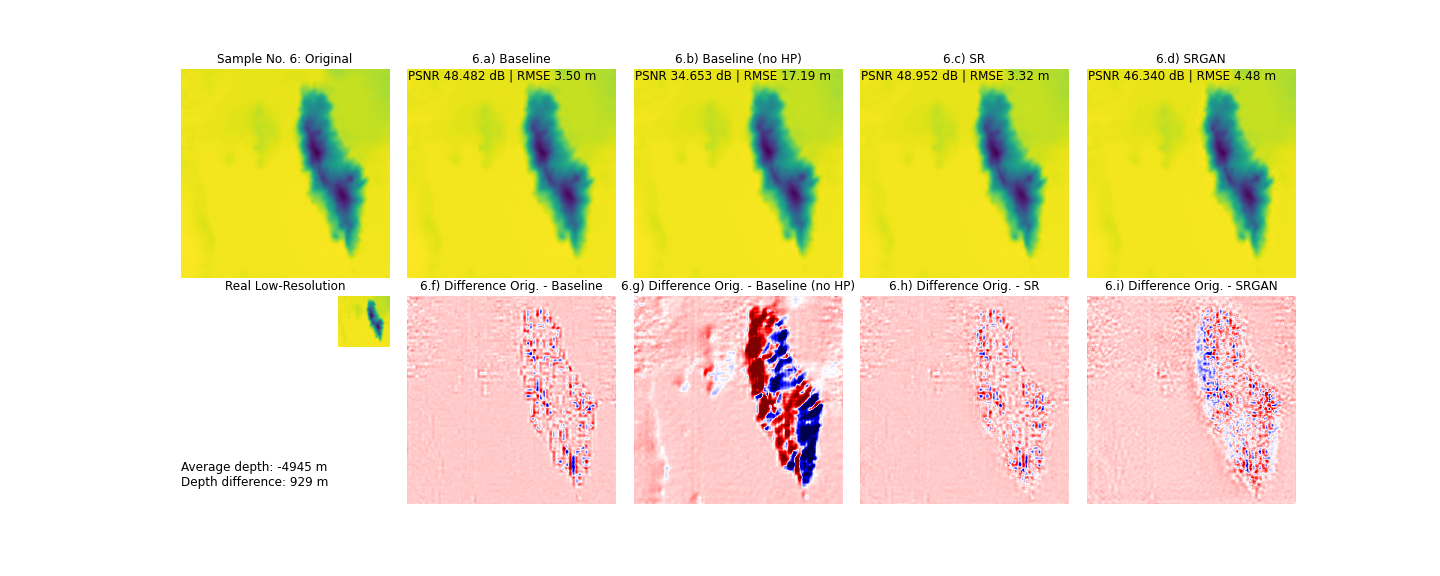 Sample No. 6: Original
6.a) Baseline
6.b) Baseline (no HP)
6.c) SR
6.d) SRGAN
PSNR 48.482 dB | RMSE 3.50 m
PSNR 34.653 dB | RMSE 17.19 m
PSNR 48.952 dB | RMSE 3.32 m
PSNR 46.340 dB | RMSE 4.48 m
Real Low-Resolution
6.f) Difference Orig. - Baseline
6.g) Difference Orig. - Baseline (no HP)
6.h) Difference Orig. - SR
6.i) Difference Orig. - SRGAN
Average depth: -4945 m
Depth difference: 929 m